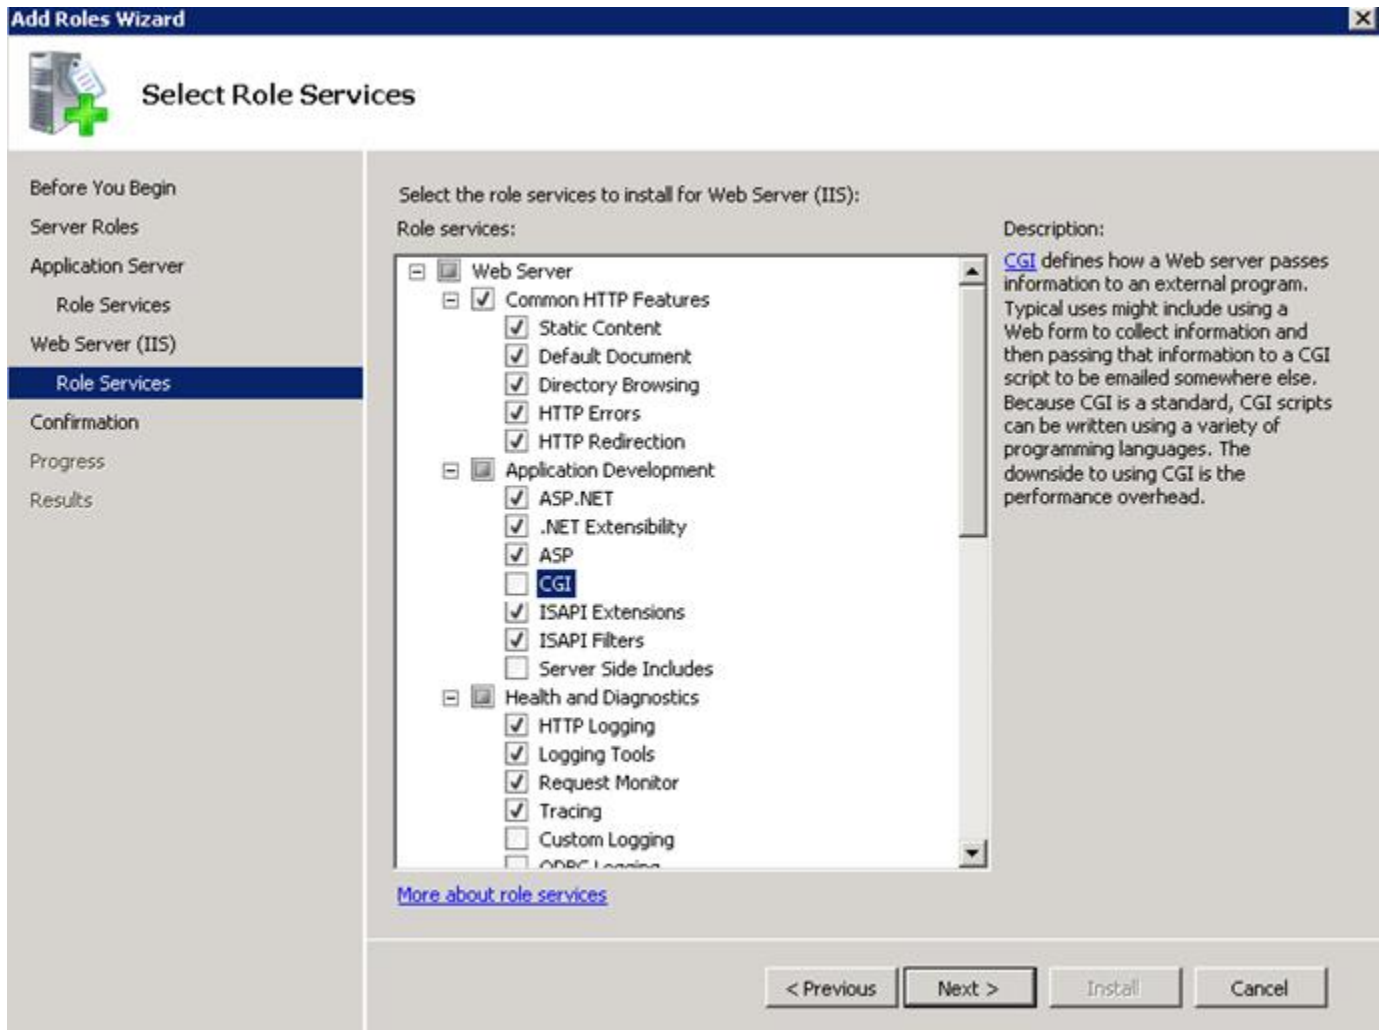 Add Roles Wizard
Select Role Services
Before You Begin
Server Roles
Application Server
Role Services
Web Server (IIS)
Role Services
Confirmation
Progress
Results
Select the role services to install for Web Server (IIS):
Role services:
Web Server
Common HTTP Features
Static Content
Default Document
Directory Browsing
HTTP Errors
HTTP Redirection
Application Development
ASP.NET
.NET Extensibility
ASP
CGI
ISAPI Extensions
ISAPI Filters
Server Side Includes
Health and Diagnostics
HTTP Logging
Logging Tools
Request Monitor
Tracing
Custom Logging
ODBC Logging
More about role services
Description:
CGI defines how a Web server passes
information to an external program.
Typical uses might include using a
Web form to collect information and
then passing that information to a CGI
script to be emailed somewhere else.
Because CGI is a standard, CGI scripts
can be written using a variety of
programming languages. The
downside to using CGI is the
performance overhead.
< Previous
Next >
Install
Cancel